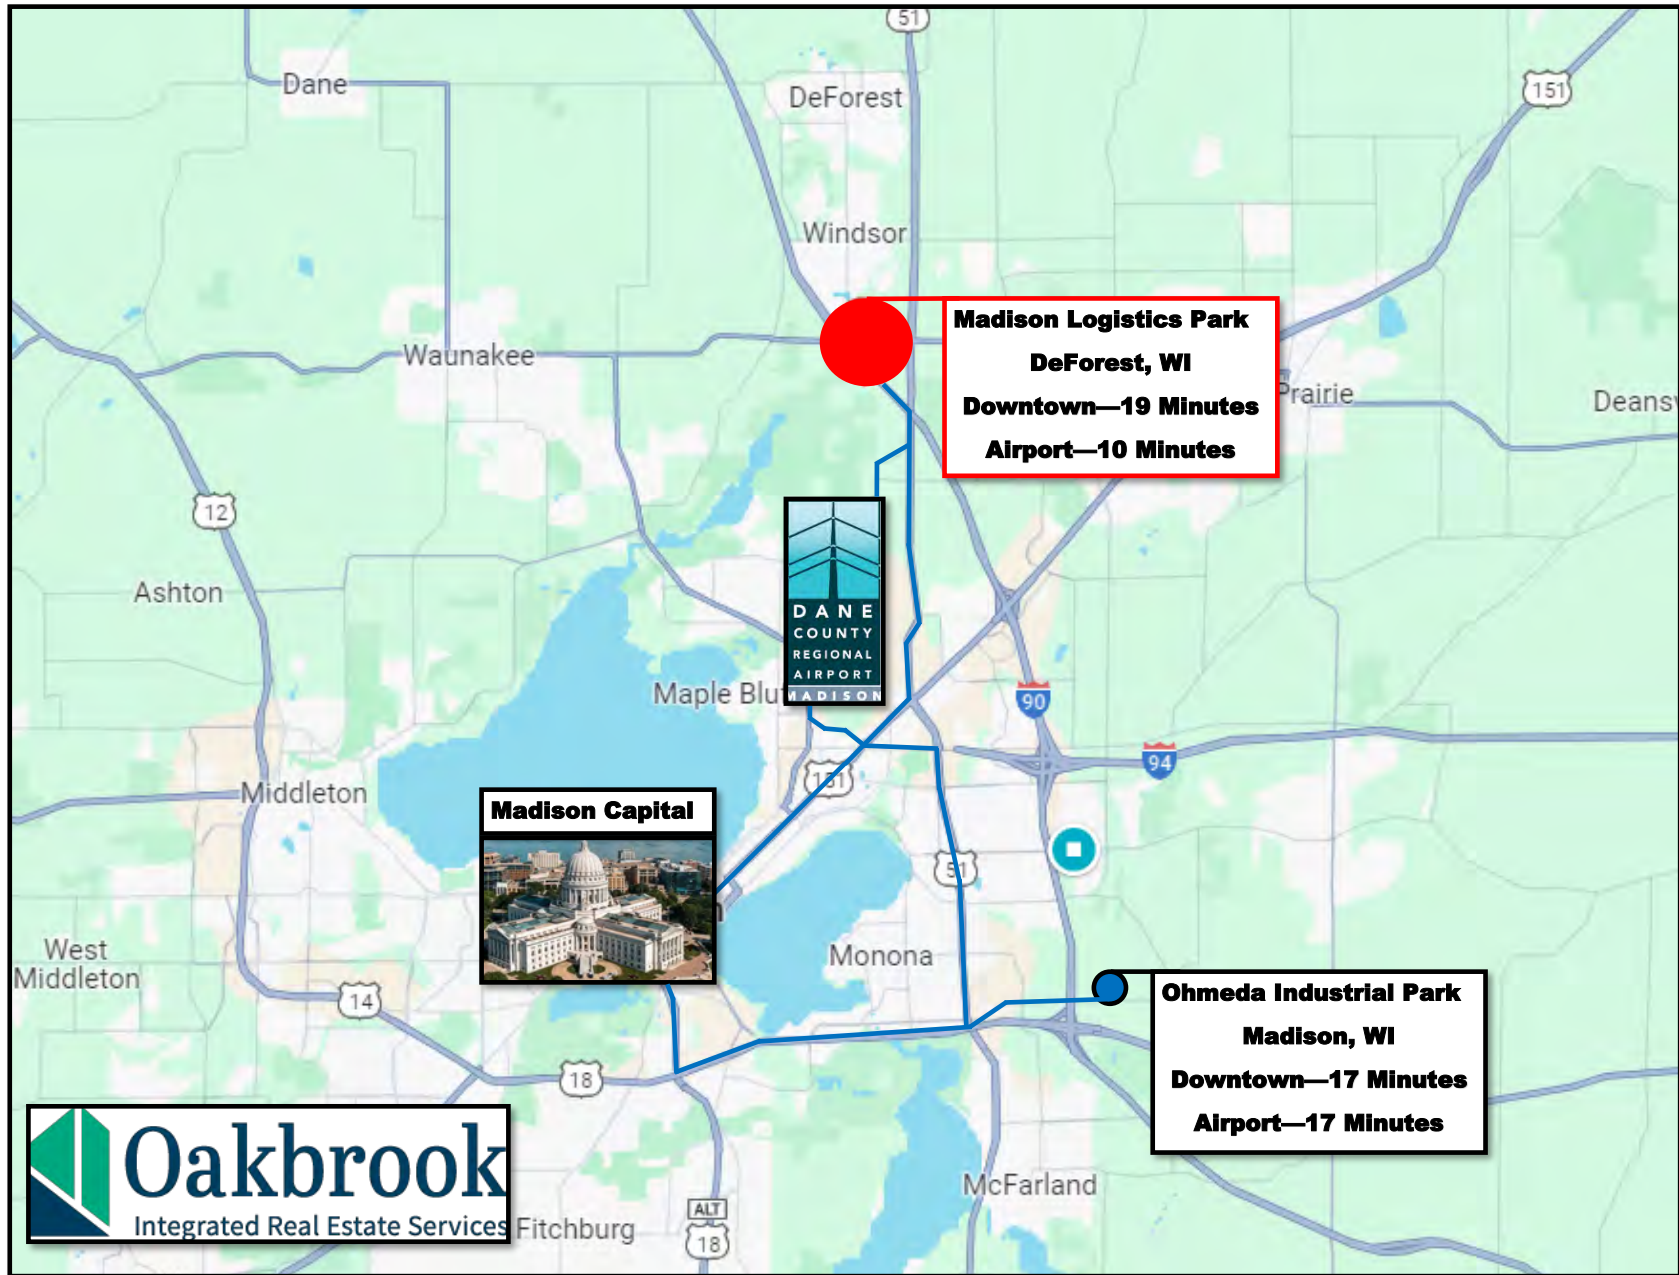 51
Dane
DeForest
151
Windsor
Madison Logistics Park
DeForest, WI
Downtown—19 Minutes
Airport—10 Minutes
Waunakee
Prairie
Deans
12
Ashton
DANE
COUNTY
REGIONAL
AIRPORT
MADISON
Maple Bluf
90
94
151
Middleton
Madison Capital
51
West
Middleton
Monona
14
Ohmeda Industrial Park
Madison, WI
Downtown—17 Minutes
Airport—17 Minutes
18
Oakbrook
Integrated Real Estate Services
McFarland
Fitchburg
ALT
18